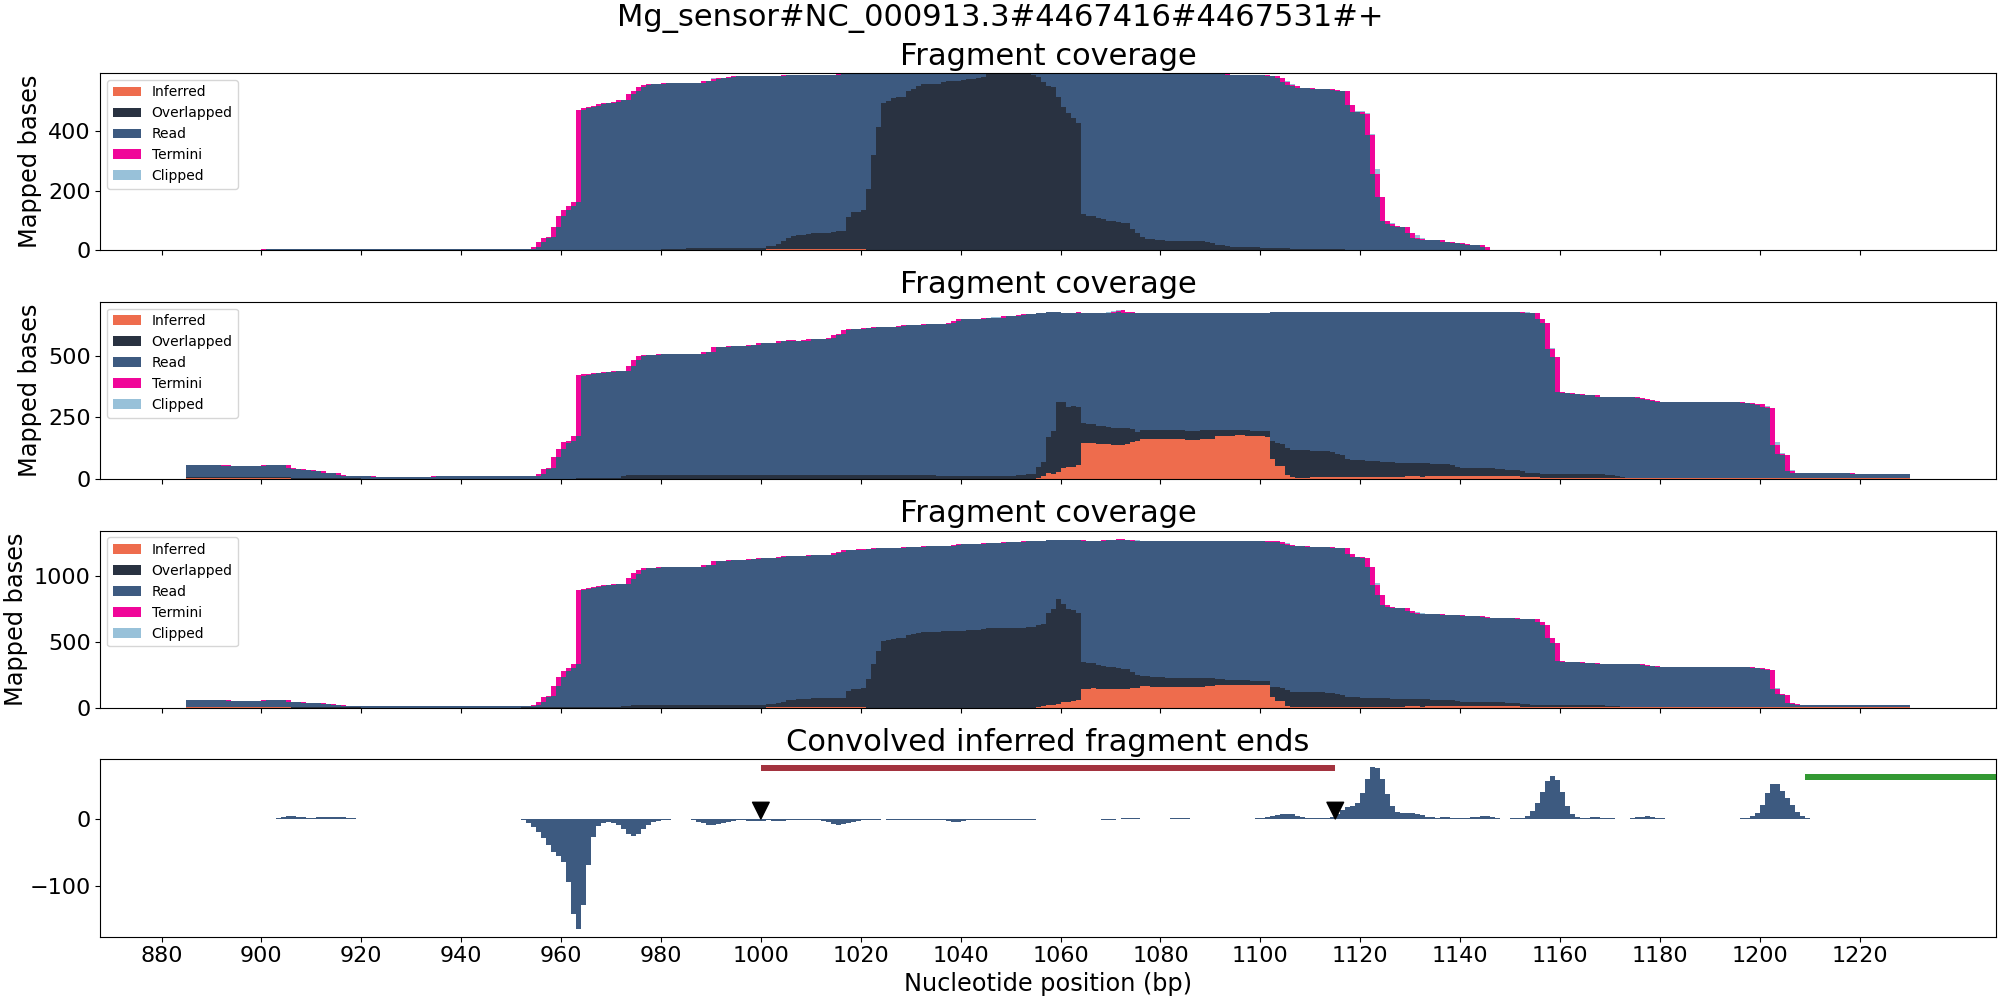 Mg_sensor#NC_000913.3#4467416#4467531#+
Fragment coverage
Mapped bases
400
200
0
Inferred
Overlapped
Read
Termini
Clipped
Fragment coverage
Mapped bases
500
250
0
Inferred
Overlapped
Read
Termini
Clipped
Fragment coverage
Mapped bases
1000
500
0
Inferred
Overlapped
Read
Termini
Clipped
Convolved inferred fragment ends
0
−100
880 900 920 940 960 980 1000 1020 1040 1060 1080 1100 1120 1140 1160 1180 1200 1220
Nucleotide position (bp)